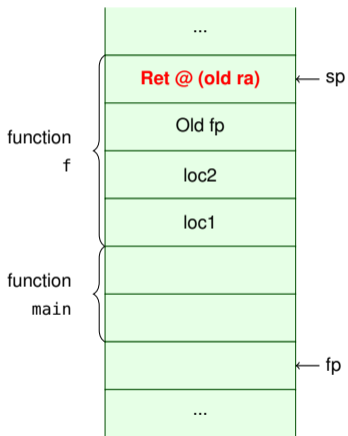 ...
Ret @ (old ra)
sp
Old fp
function
f
loc2
loc1
function
main
fp
...